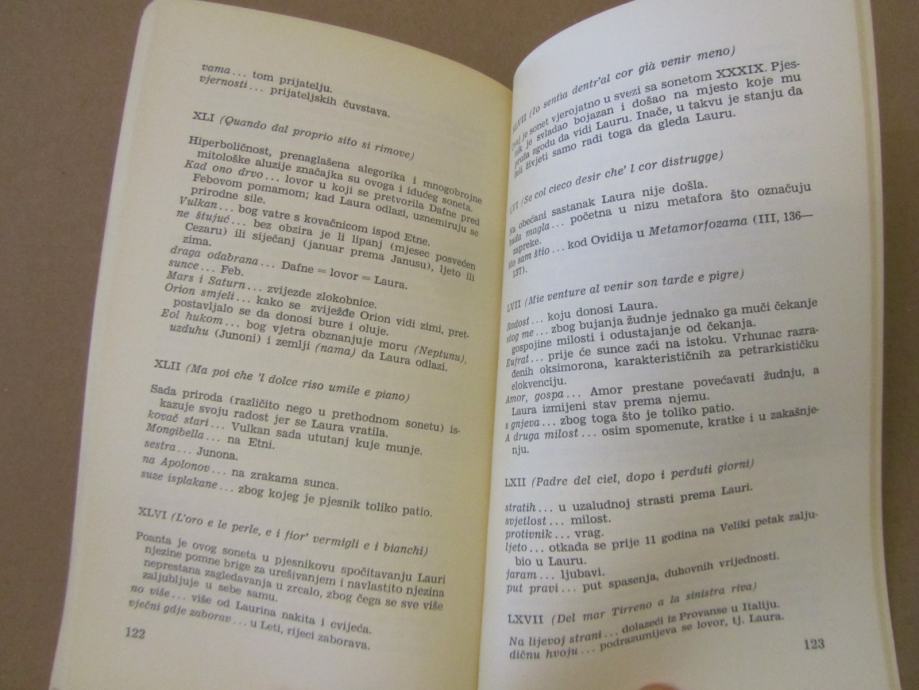 vama... tom prijatelju.
vjernosti... prijateljskih čuvstava.
XLI (Quando dal proprio sito si rimove)
Hiperboličnost, prenaglašena alegorika i mnogobrojne
mitološke aluzije značajka su ovoga i idućeg soneta.
Kad ono drvo... lovor u koji se pretvorila Dafne pred
Febovom pomamom; kad Laura odlazi, uznemiruju se
prirodne sile.
Vulkan... bog vatre s kovačnicom ispod Etne.
ne štujuć... bez obzira je li lipanj (mjesec posvećen
Cezaru) ili siječanj (januar prema Janusu), ljeto ili
zima.
draga odabrana... Dafne = lovor = Laura.
sunce... Feb.
Mars i Saturn... zvijezde zlokobnice.
Orion smjeli... kako se zviježđe Orion vidi zimi, pret-
postavljalo se da donosi bure i oluje.
Eol hukom... bog vjetra obznanjuje moru (Neptunu),
uzduhu (Junoni) i zemlji (nama) da Laura odlazi.
XLII (Ma poi che 'l dolce riso umile e piano)
Sada priroda (različito nego u prethodnom sonetu) is-
kazuje svoju radost jer se Laura vratila.
kovač stari... Vulkan sada ututanj kuje munje.
Mongibella... na Etni.
sestra... Junona.
na Apolonov... na zrakama sunca.
suze isplakane... zbog kojeg je pjesnik toliko patio.
XLVI (L'oro e le perle, e i fior' vermigli e i bianchi)
Poanta je ovog soneta u pjesnikovu spočitavanju Lauri
njezine pomne brige za urešivanjem i navlastito njezina
neprestana zagledavanja u zrcalo, zbog čega se sve više
zaljubljuje u sebe samu.
no više... više od Laurina nakita i cvijeća.
vječni gdje zaborav... u Leti, rijeci zaborava.
122
(Io sentìa dentr'al cor già venir meno)
je sonet vjerojatno u svezi sa sonetom XXXIX. Pjes-
nik je svladao bojazan i došao na mjesto koje mu
pruža zgodu da vidi Lauru. Inače, u takvu je stanju da
želi živjeti samo radi toga da gleda Lauru.
LVI (Se col cieco desir che' l cor distrugge)
Na obećani sastanak Laura nije došla.
magla... početna u nizu metafora što označuju
zapreke.
što sam štio... kod Ovidija u Metamorfozama (III, 136—
137).
LVII (Mie venture al venir son tarde e pigre)
Radost... koju donosi Laura.
stog me... zbog bujanja žudnje jednako ga muči čekanje
gospojine milosti i odustajanje od čekanja.
Eufrat... prije će sunce zaći na istoku. Vrhunac razra-
đenih oksimorona, karakterističnih za petrarkističku
elokvenciju.
Amor, gospa... Amor prestane povećavati žudnju, a
Laura izmijeni stav prema njemu.
s gnjeva... zbog toga što je toliko patio.
A druga milost... osim spomenute, kratke i u zakašnje-
nju.
LXII (Padre del ciel, dopo i perduti giorni)
stratih... u uzaludnoj strasti prema Lauri.
svjetlost... milost.
protivnik... vrag.
ljeto... otkada se prije 11 godina na Veliki petak zalju-
bio u Lauru.
jaram... ljubavi.
put pravi... put spasenja, duhovnih vrijednosti.
LXVII (Del mar Tirreno a la sinistra riva)
Na lijevoj strani... dolazeći iz Provanse u Italiju.
dičnu hvoju... podrazumijeva se lovor, tj. Laura.
123